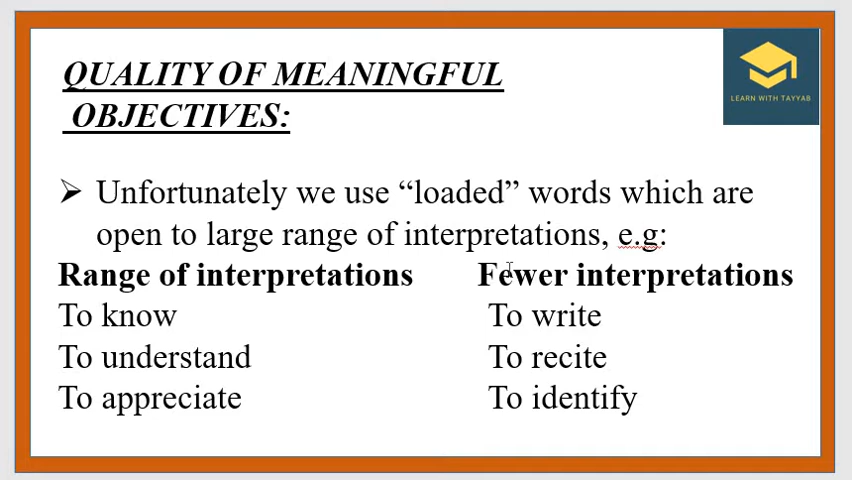 QUALITY OF MEANINGFUL
OBJECTIVES:
LEARN WITH TAYYAB
➢ Unfortunately we use “loaded” words which are
open to large range of interpretations, e.g:
Range of interpretations Fewer interpretations
To know To write
To understand To recite
To appreciate To identify